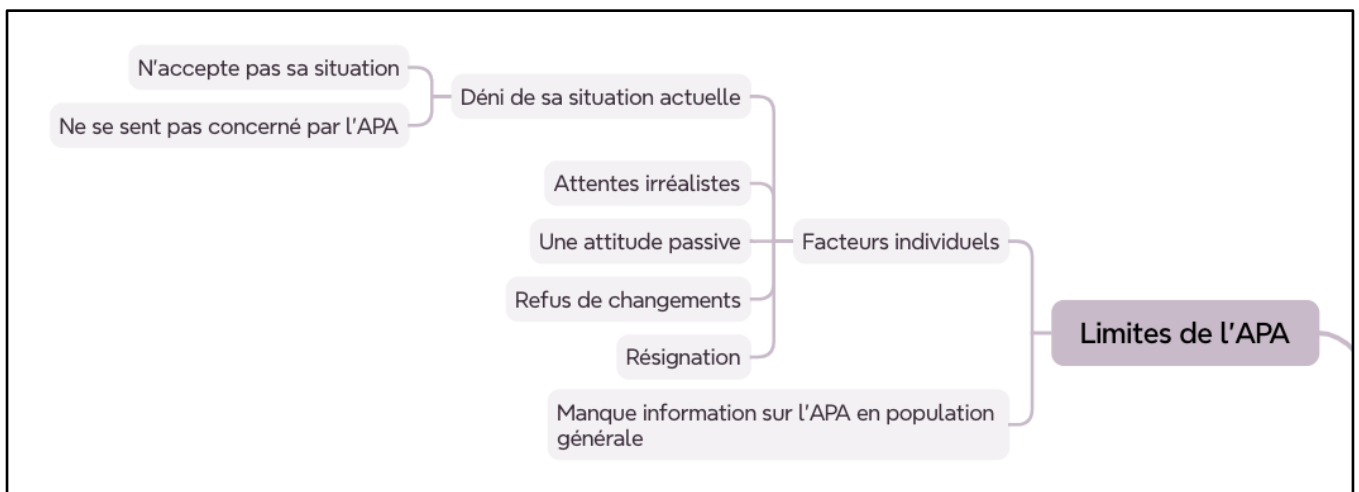 N'accepte pas sa situation
Déni de sa situation actuelle
Ne se sent pas concerné par l'APA
Attentes irréalistes
Une attitude passive
Facteurs individuels
Refus de changements
Limites de l'APA
Résignation
Manque information sur l'APA en population
générale